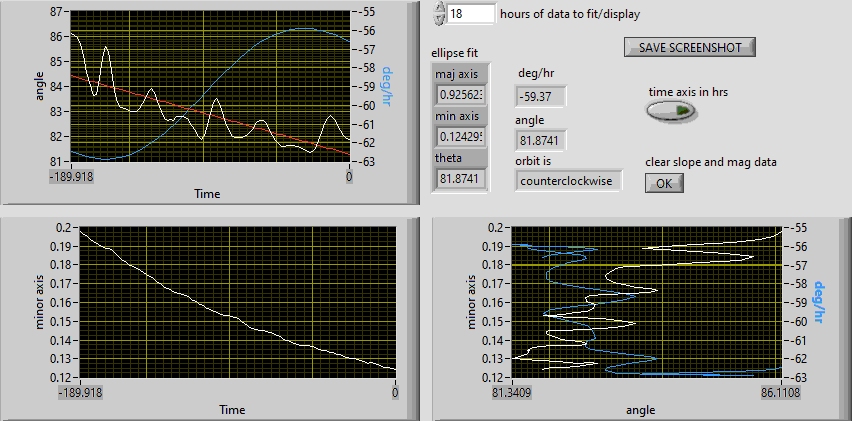 18 hours of data to fit/display
SAVE SCREENSHOT
87 -55
86 -56
85 -57
84 -58
83 -59
-60
82 -61
-62
81 -63
angle
deg/hr
-189.918 0
Time
ellipse fit
maj axis
0.92562
min axis
0.12429
theta
81.8741
deg/hr
-59.37
angle
81.8741
orbit is
counterclockwise
time axis in hrs
clear slope and mag data
OK
0.2
0.19
0.18
0.17
0.16
0.15
0.14
0.13
0.12
minor axis
-189.918 0
Time
0.2 -55
0.19 -56
0.18 -57
0.17 -58
0.16 -59
0.15 -60
0.14 -61
0.13 -62
0.12 -63
minor axis
deg/hr
81.3409 86.1108
angle